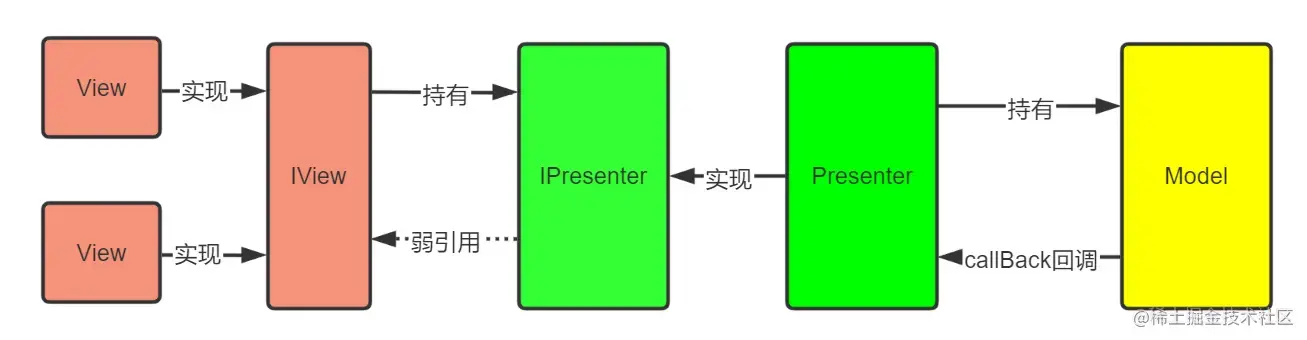 View
实现
View
实现
IView
持有
弱引用
IPresenter
实现
Presenter
持有
callBack回调
Model
@稀土掘金技术社区